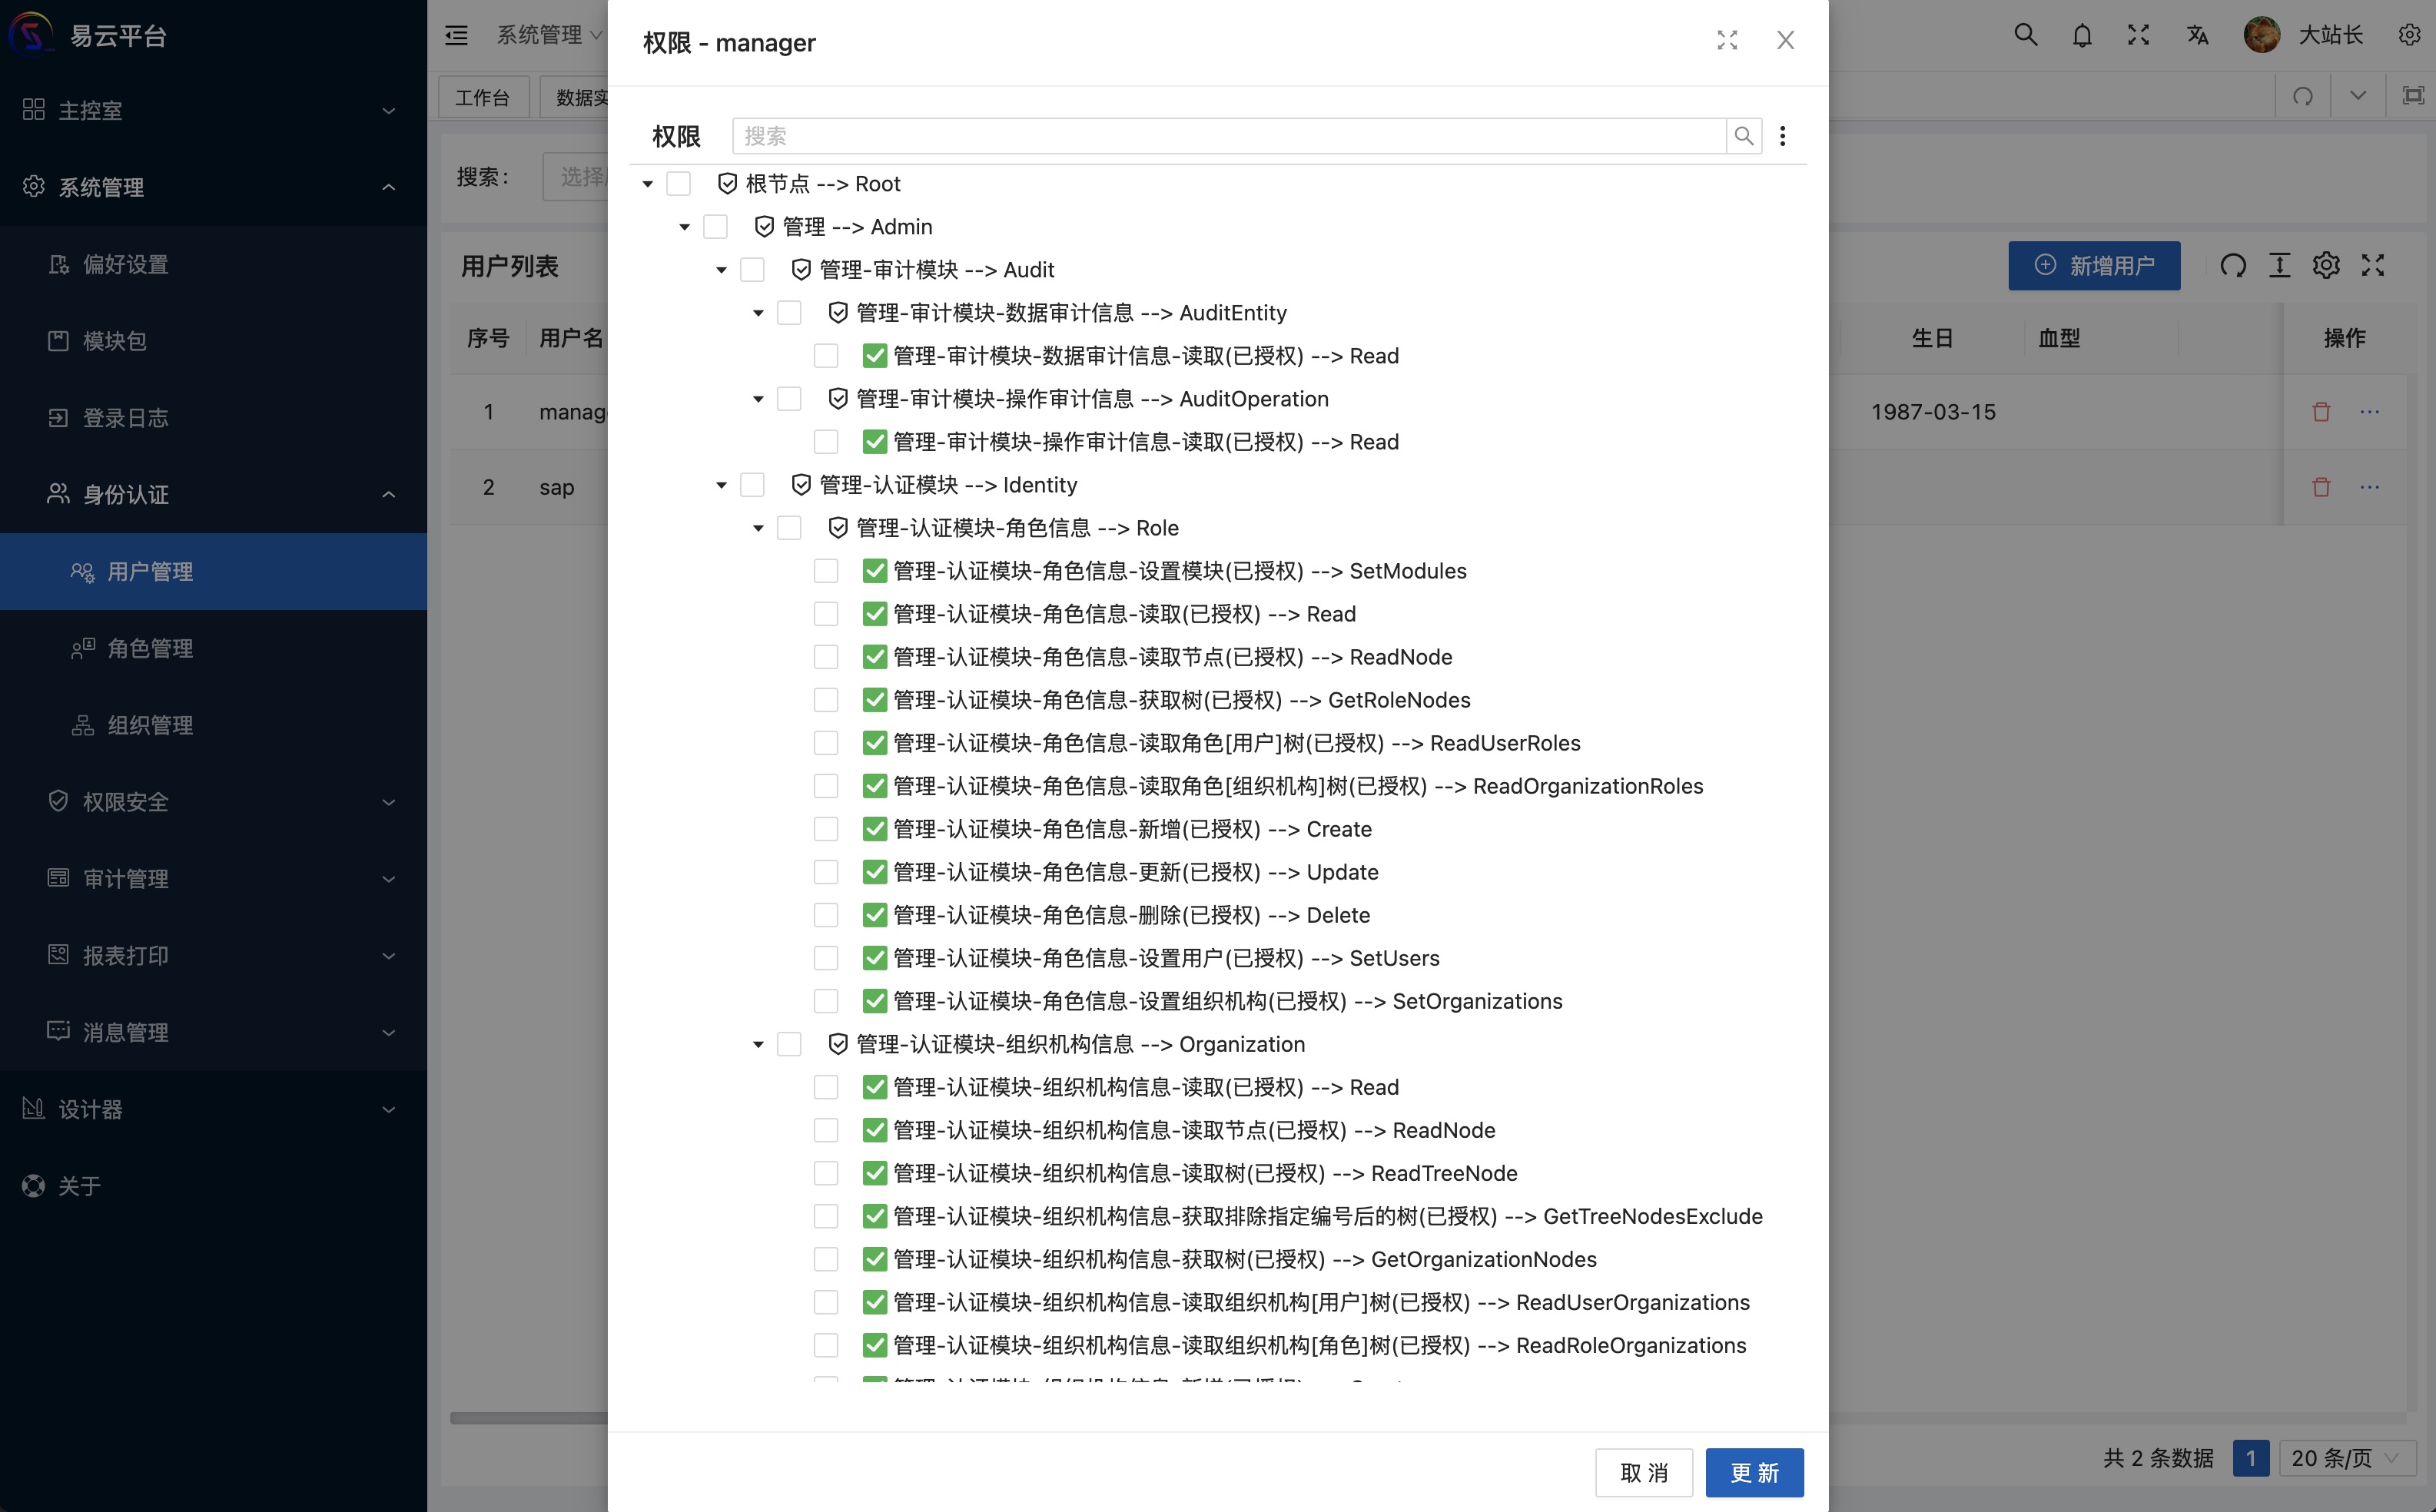 易云平台
主控室
系统管理
偏好设置
模块包
登录日志
身份认证
用户管理
角色管理
组织管理
权限安全
审计管理
报表打印
消息管理
设计器
关于
系统管理
大站长
工作台
数据实
搜索：
选择
用户列表
新增用户
序号 用户名 生日 血型 操作
1 manag 1987-03-15
2 sap
共 2 条数据 1 20 条/页
权限 - manager
权限
搜索
根节点 --> Root
管理 --> Admin
管理-审计模块 --> Audit
管理-审计模块-数据审计信息 --> AuditEntity
管理-审计模块-数据审计信息-读取(已授权) --> Read
管理-审计模块-操作审计信息 --> AuditOperation
管理-审计模块-操作审计信息-读取(已授权) --> Read
管理-认证模块 --> Identity
管理-认证模块-角色信息 --> Role
管理-认证模块-角色信息-设置模块(已授权) --> SetModules
管理-认证模块-角色信息-读取(已授权) --> Read
管理-认证模块-角色信息-读取节点(已授权) --> ReadNode
管理-认证模块-角色信息-获取树(已授权) --> GetRoleNodes
管理-认证模块-角色信息-读取角色[用户]树(已授权) --> ReadUserRoles
管理-认证模块-角色信息-读取角色[组织机构]树(已授权) --> ReadOrganizationRoles
管理-认证模块-角色信息-新增(已授权) --> Create
管理-认证模块-角色信息-更新(已授权) --> Update
管理-认证模块-角色信息-删除(已授权) --> Delete
管理-认证模块-角色信息-设置用户(已授权) --> SetUsers
管理-认证模块-角色信息-设置组织机构(已授权) --> SetOrganizations
管理-认证模块-组织机构信息 --> Organization
管理-认证模块-组织机构信息-读取(已授权) --> Read
管理-认证模块-组织机构信息-读取节点(已授权) --> ReadNode
管理-认证模块-组织机构信息-读取树(已授权) --> ReadTreeNode
管理-认证模块-组织机构信息-获取排除指定编号后的树(已授权) --> GetTreeNodesExclude
管理-认证模块-组织机构信息-获取树(已授权) --> GetOrganizationNodes
管理-认证模块-组织机构信息-读取组织机构[用户]树(已授权) --> ReadUserOrganizations
管理-认证模块-组织机构信息-读取组织机构[角色]树(已授权) --> ReadRoleOrganizations
取 消
更 新